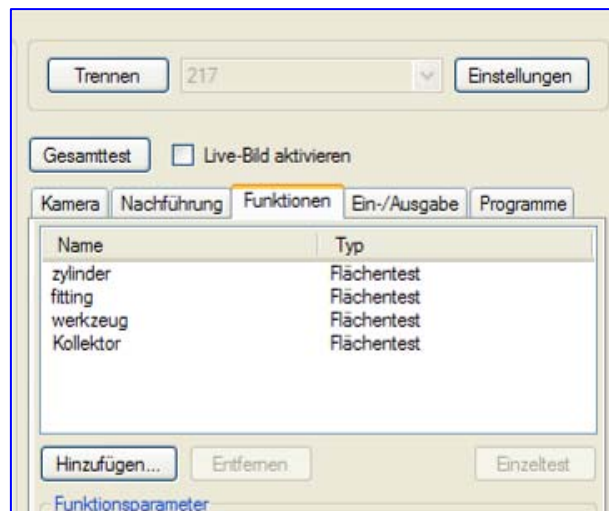 Trennen 217 Einstellungen
Gesamttest Live-Bild aktivieren
Kamera Nachführung Funktionen Ein-/Ausgabe Programme
Name Typ
zylinder Flächentest
fitting Flächentest
werkzeug Flächentest
Kollektor Flächentest
Hinzufügen... Entfernen Einzeltest
Funktionsparameter